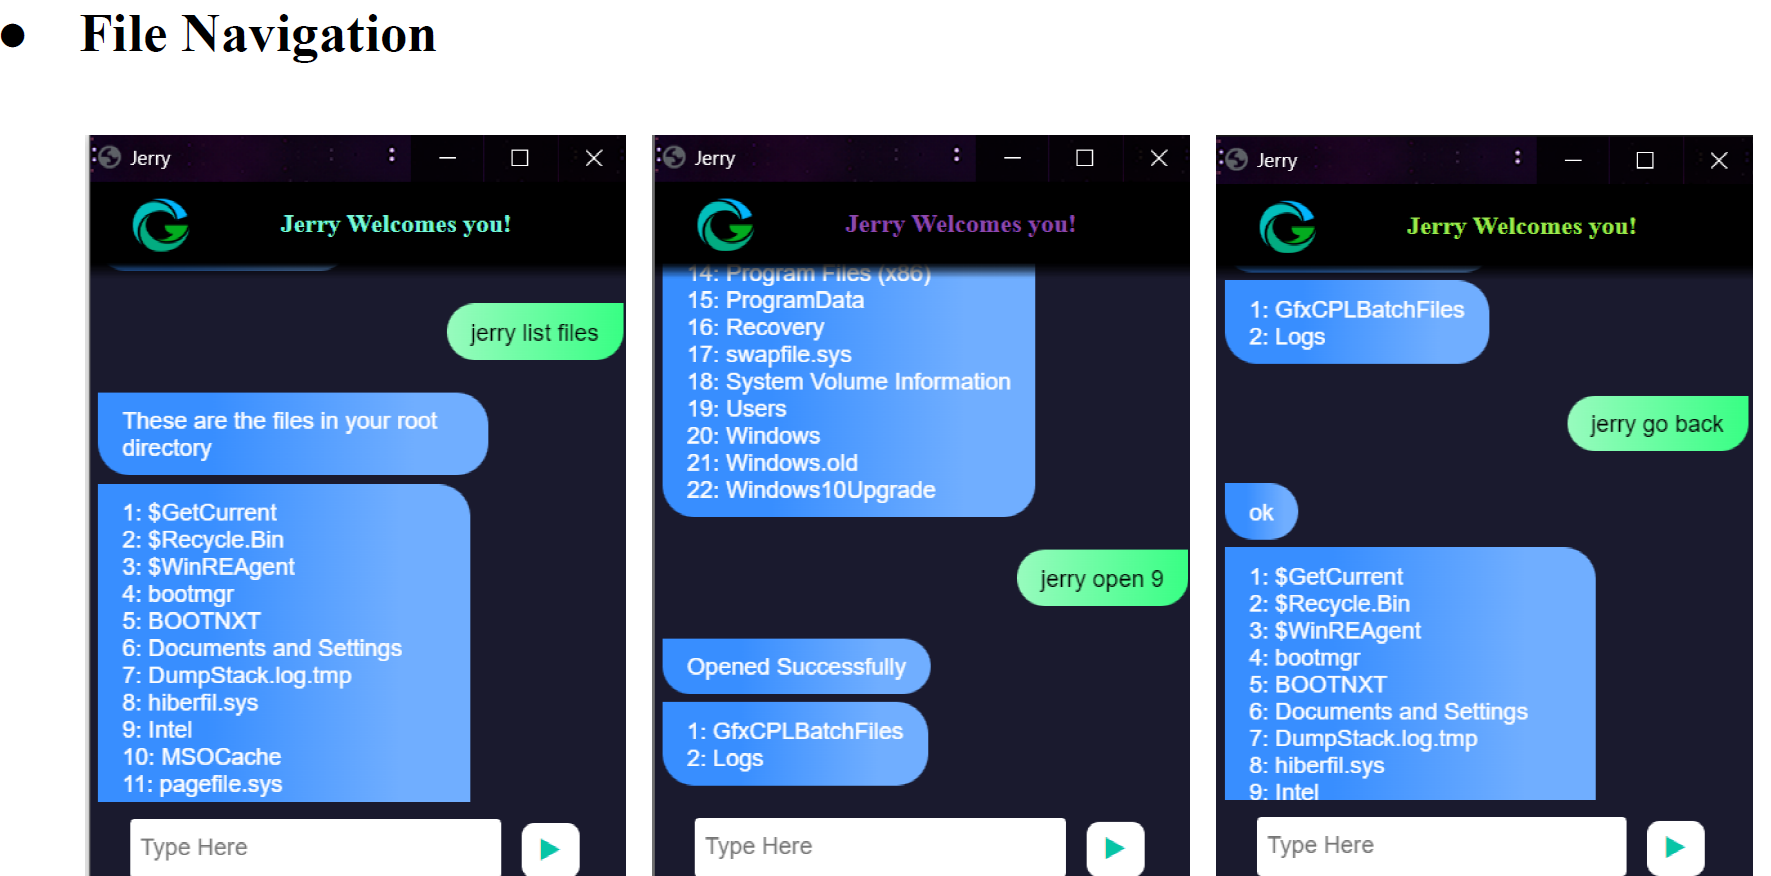 ● File Navigation
Jerry
Jerry Welcomes you!
jerry list files
These are the files in your root
directory
1: $GetCurrent
2: $Recycle.Bin
3: $WinREAgent
4: bootmgr
5: BOOTNXT
6: Documents and Settings
7: DumpStack.log.tmp
8: hiberfil.sys
9: Intel
10: MSOCache
11: pagefile.sys
Type Here
Jerry
Jerry Welcomes you!
14: Program Files (x86)
15: ProgramData
16: Recovery
17: swapfile.sys
18: System Volume Information
19: Users
20: Windows
21: Windows.old
22: Windows10Upgrade
jerry open 9
Opened Successfully
1: GfxCPLBatchFiles
2: Logs
Type Here
Jerry
Jerry Welcomes you!
1: GfxCPLBatchFiles
2: Logs
jerry go back
ok
1: $GetCurrent
2: $Recycle.Bin
3: $WinREAgent
4: bootmgr
5: BOOTNXT
6: Documents and Settings
7: DumpStack.log.tmp
8: hiberfil.sys
9: Intel
Type Here